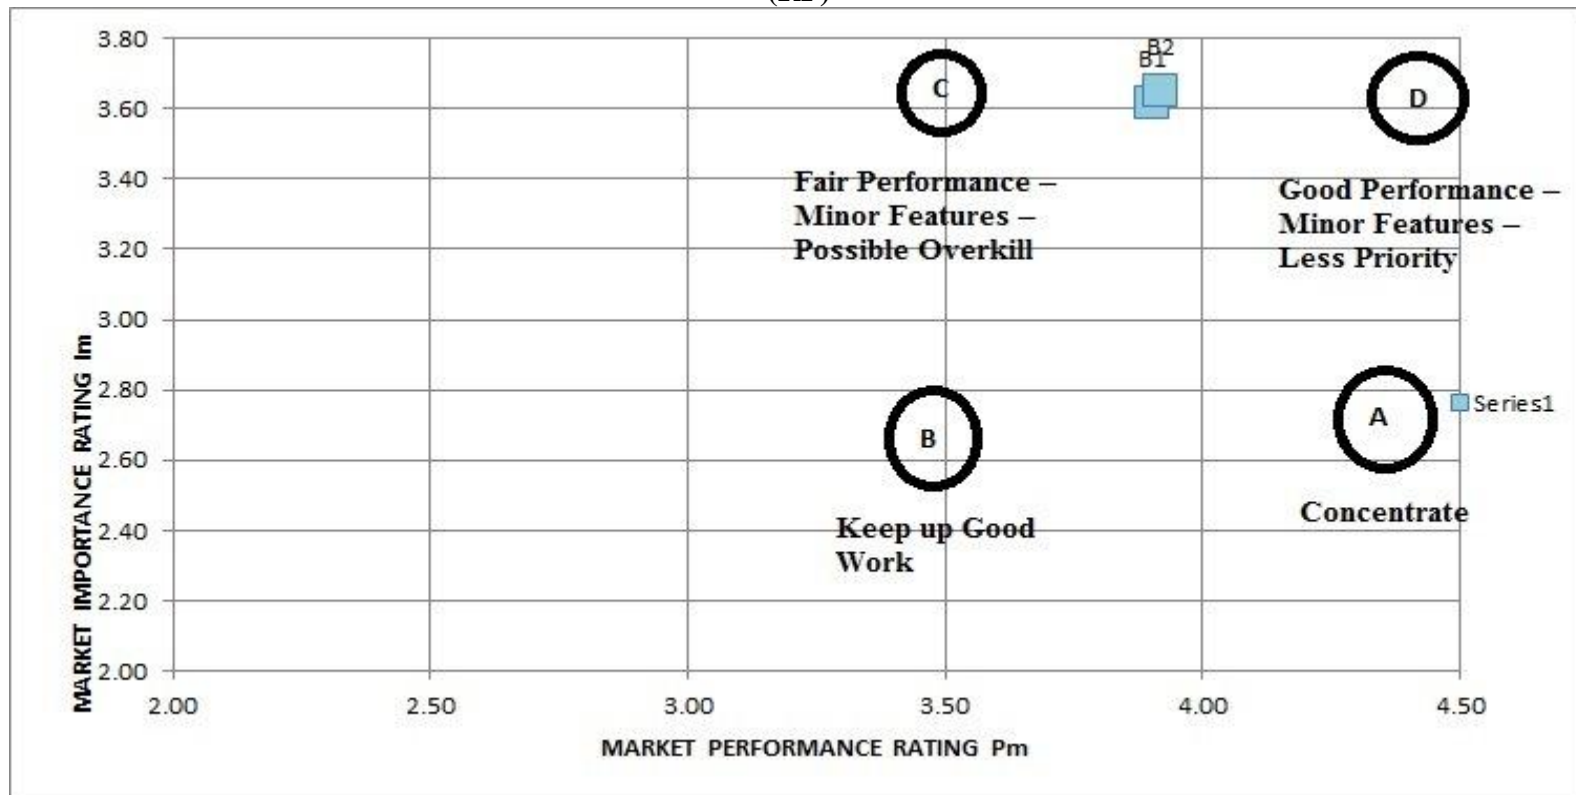 3.80
3.60
3.40
3.20
3.00
2.80
2.60
2.40
2.20
2.00
MARKET IMPORTANCE RATING Im
C
B2
B1
D
Fair Performance –
Minor Features –
Possible Overkill
Good Performance –
Minor Features –
Less Priority
B
A
Series1
Keep up Good
Work
Concentrate
2.00 2.50 3.00 3.50 4.00 4.50
MARKET PERFORMANCE RATING Pm